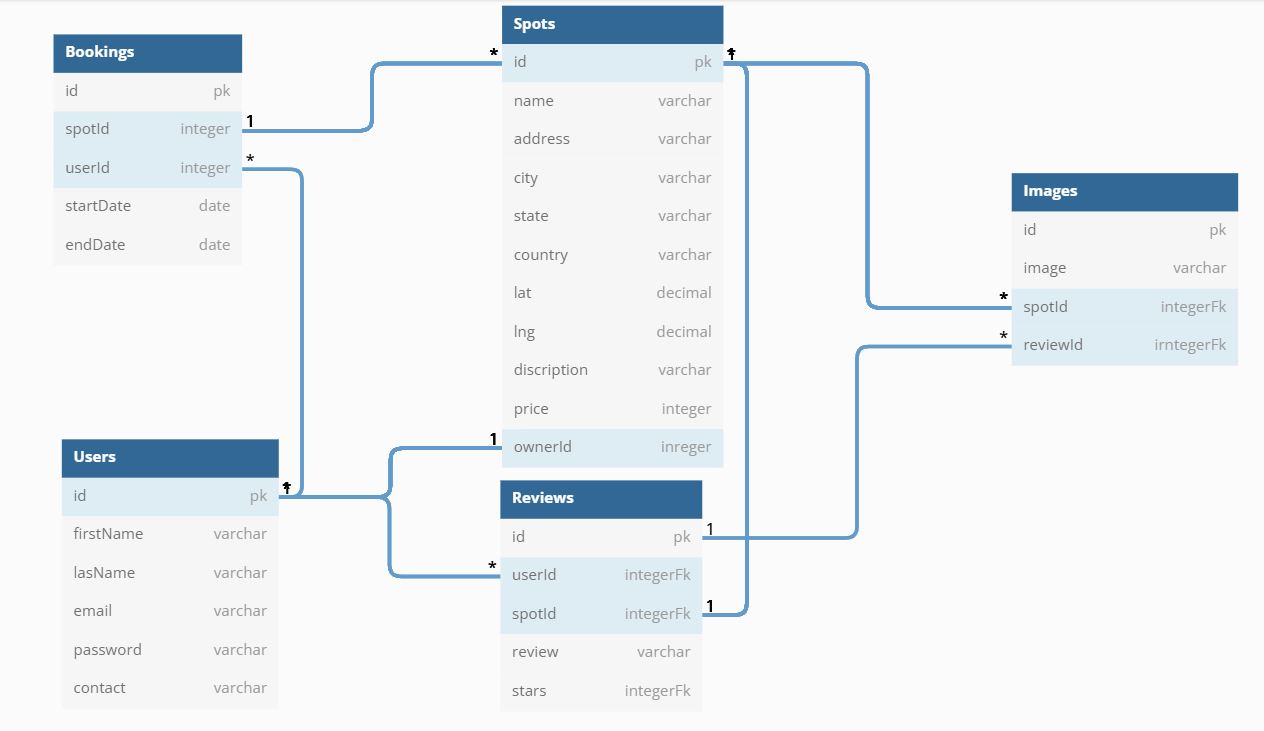 Bookings
id pk
spotId integer
userId integer
startDate date
endDate date
1
*
Spots
id pk
name varchar
address varchar
city varchar
state varchar
country varchar
lat decimal
lng decimal
discription varchar
price integer
ownerId inreger
*
1
Images
id pk
image varchar
spotId integerFk
reviewId irntegerFk
*
*
Users
id pk
firstName varchar
lasName varchar
email varchar
password varchar
contact varchar
Reviews
id pk
userId integerFk
spotId integerFk
review varchar
stars integerFk
1
*
1